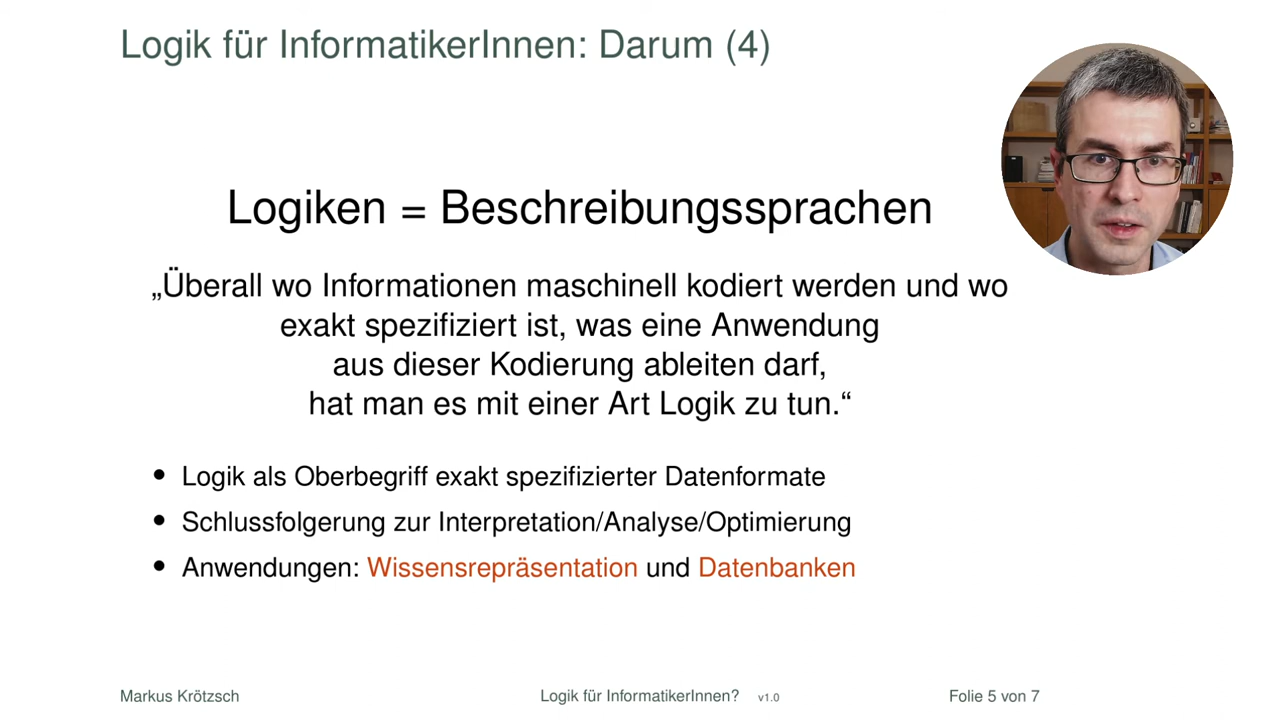 Logik für InformatikerInnen: Darum (4)
Logiken = Beschreibungssprachen
„Überall wo Informationen maschinell kodiert werden und wo
exakt spezifiziert ist, was eine Anwendung
aus dieser Kodierung ableiten darf,
hat man es mit einer Art Logik zu tun.“
• Logik als Oberbegriff exakt spezifizierter Datenformate
• Schlussfolgerung zur Interpretation/Analyse/Optimierung
• Anwendungen: Wissensrepräsentation und Datenbanken
Markus Krötzsch Logik für InformatikerInnen? v1.0 Folie 5 von 7